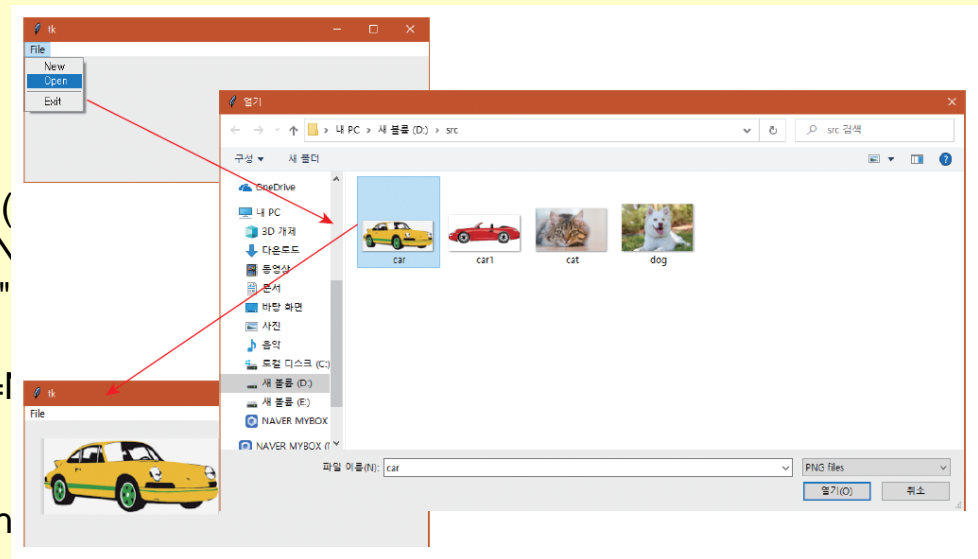 tk
File
New
Open
Exit
열기
내 PC > 새 볼륨 (D:) > src
src 검색
구성
새 폴더
OneDrive
내 PC
3D 개체
다운로드
동영상
문서
바탕 화면
사진
음악
로컬 디스크 (C:)
새 볼륨 (D:)
새 볼륨 (E:)
NAVER MYBOX
NAVER MYBOX
car
car1
cat
dog
파일 이름(N): car
PNG files
열기(O)
취소
tk
File